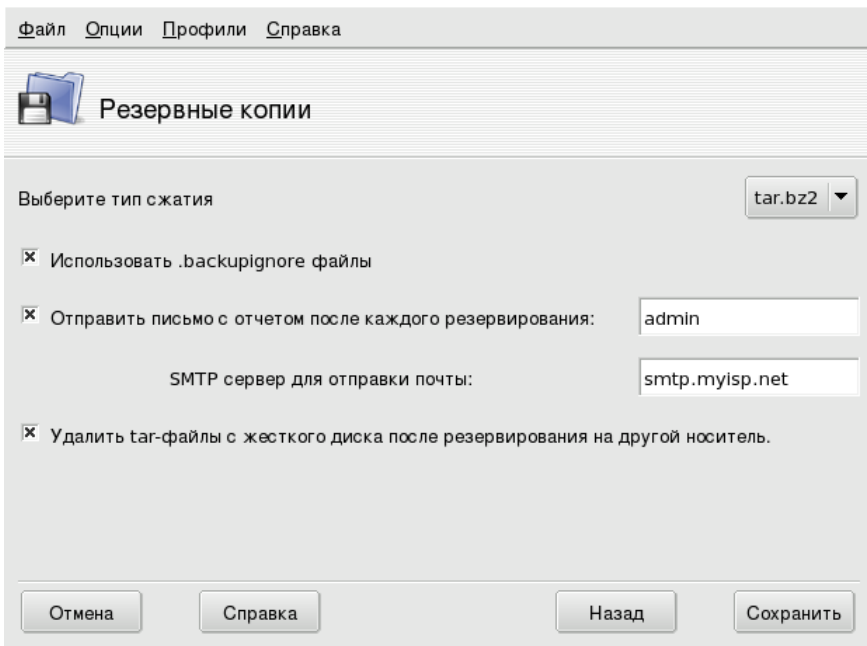 Файл Опции Профили Справка
Резервные копии
Выберите тип сжатия tar.bz2
Использовать .backupignore файлы
Отправить письмо с отчетом после каждого резервирования: admin
SMTP сервер для отправки почты: smtp.myisp.net
Удалить tar-файлы с жесткого диска после резервирования на другой носитель.
Отмена Справка Назад Сохранить